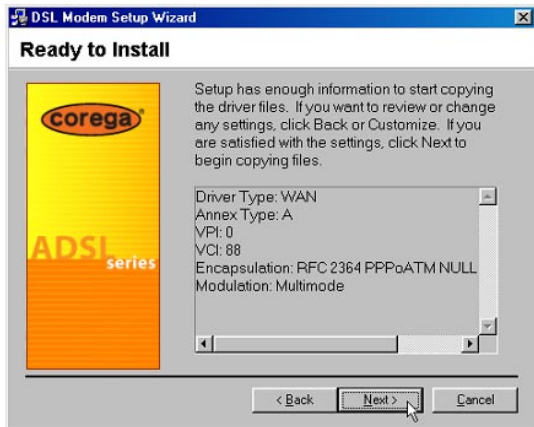 DSL Modem Setup Wizard
Ready to Install
corega
ADSL
series
Setup has enough information to start copying
the driver files. If you want to review or change
any settings, click Back or Customize. If you
are satisfied with the settings, click Next to
begin copying files.
Driver Type: WAN
Annex Type: A
VPI: 0
VCI: 88
Encapsulation: RFC 2364 PPPoATM NULL
Modulation: Multimode
< Back
Next >
Cancel